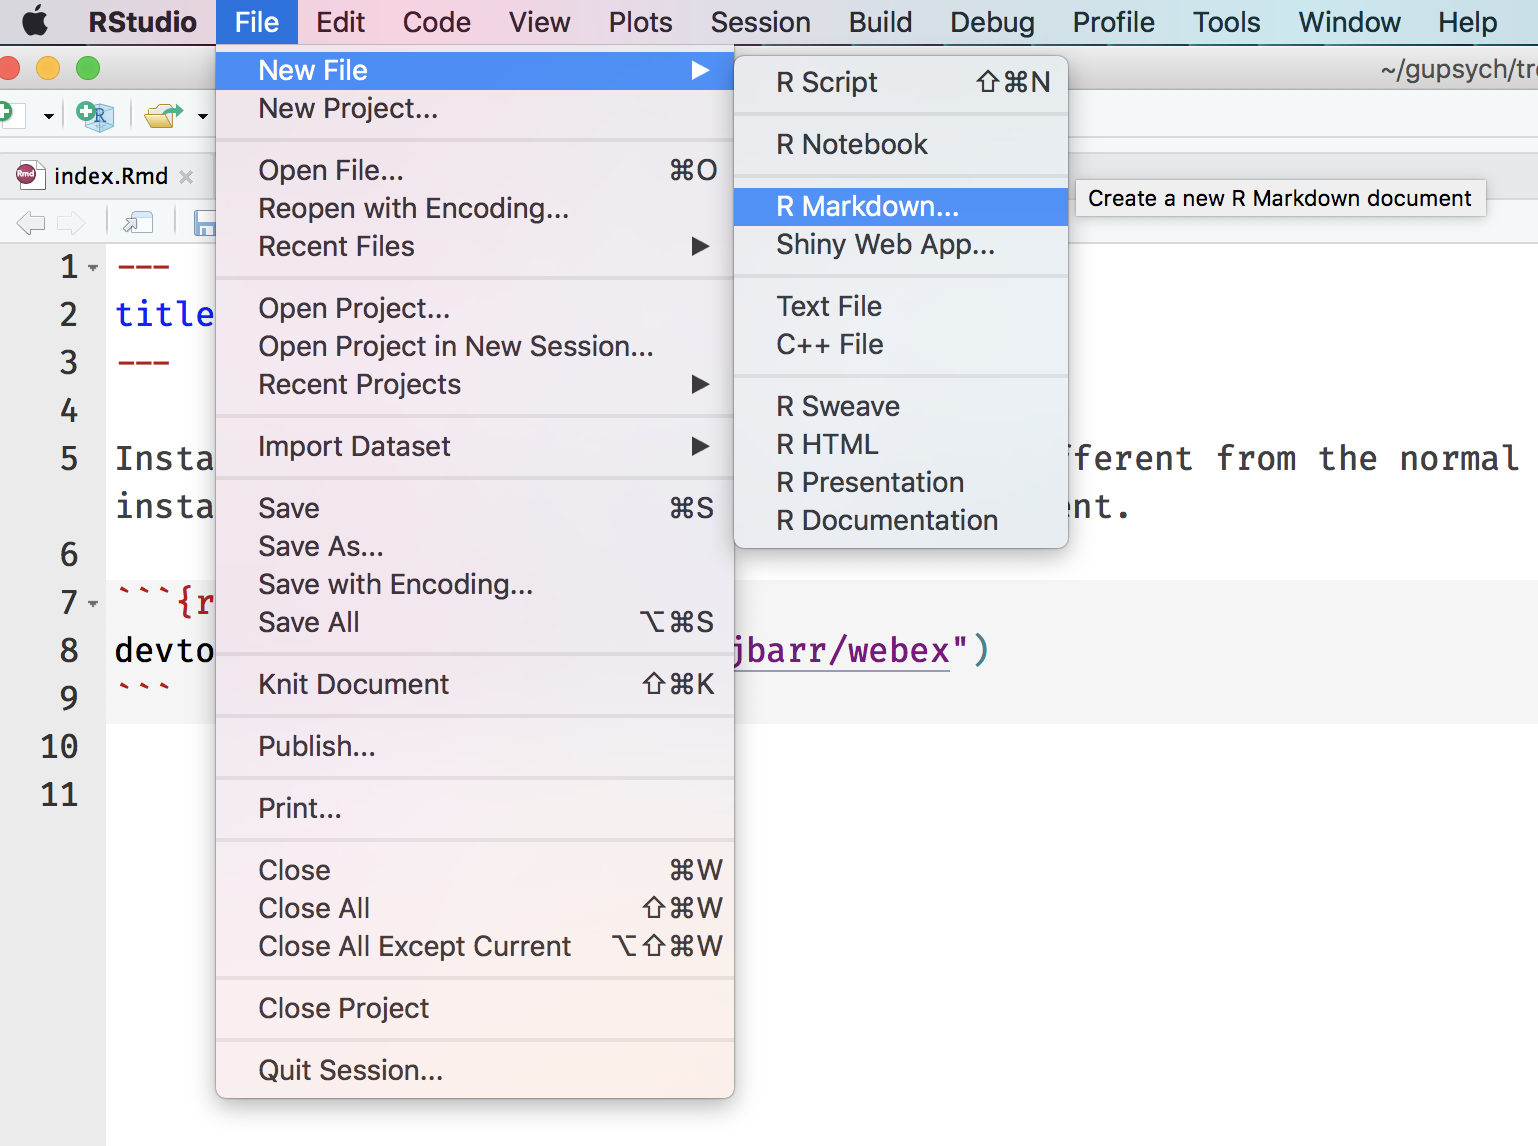 RStudio File Edit Code View Plots Session Build Debug Profile Tools Window Help
~/gupsych/tr
index.Rmd
New File
New Project...
Open File... ⌘O
Reopen with Encoding...
Recent Files
Open Project...
Open Project in New Session...
Recent Projects
Import Dataset
Save ⌘S
Save As...
Save with Encoding...
Save All ⌥⌘S
Knit Document ⇧⌘K
Publish...
Print...
Close ⌘W
Close All ⇧⌘W
Close All Except Current ⌥⇧⌘W
Close Project
Quit Session...
R Script ⇧⌘N
R Notebook
R Markdown...
Shiny Web App...
Text File
C++ File
R Sweave
R HTML
R Presentation
R Documentation
Create a new R Markdown document
1 ---
2 title
3 ---
4
5 Insta fferent from the normal
insta ent.
6
7 ```{r
8 devto jbarr/webex")
9 ```
10
11